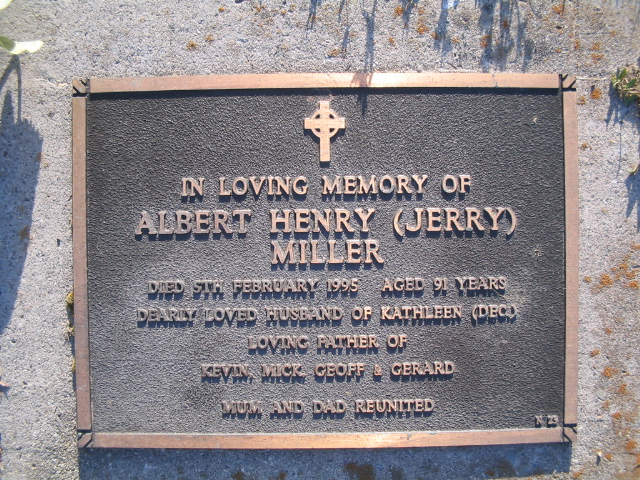 IN LOVING MEMORY OF
ALBERT HENRY (JERRY)
MILLER
DIED 5TH FEBRUARY 1995 AGED 91 YEARS
DEARLY LOVED HUSBAND OF KATHLEEN (DEC.)
LOVING FATHER OF
KEVIN, MICK, GEOFF & GERARD
MUM AND DAD REUNITED